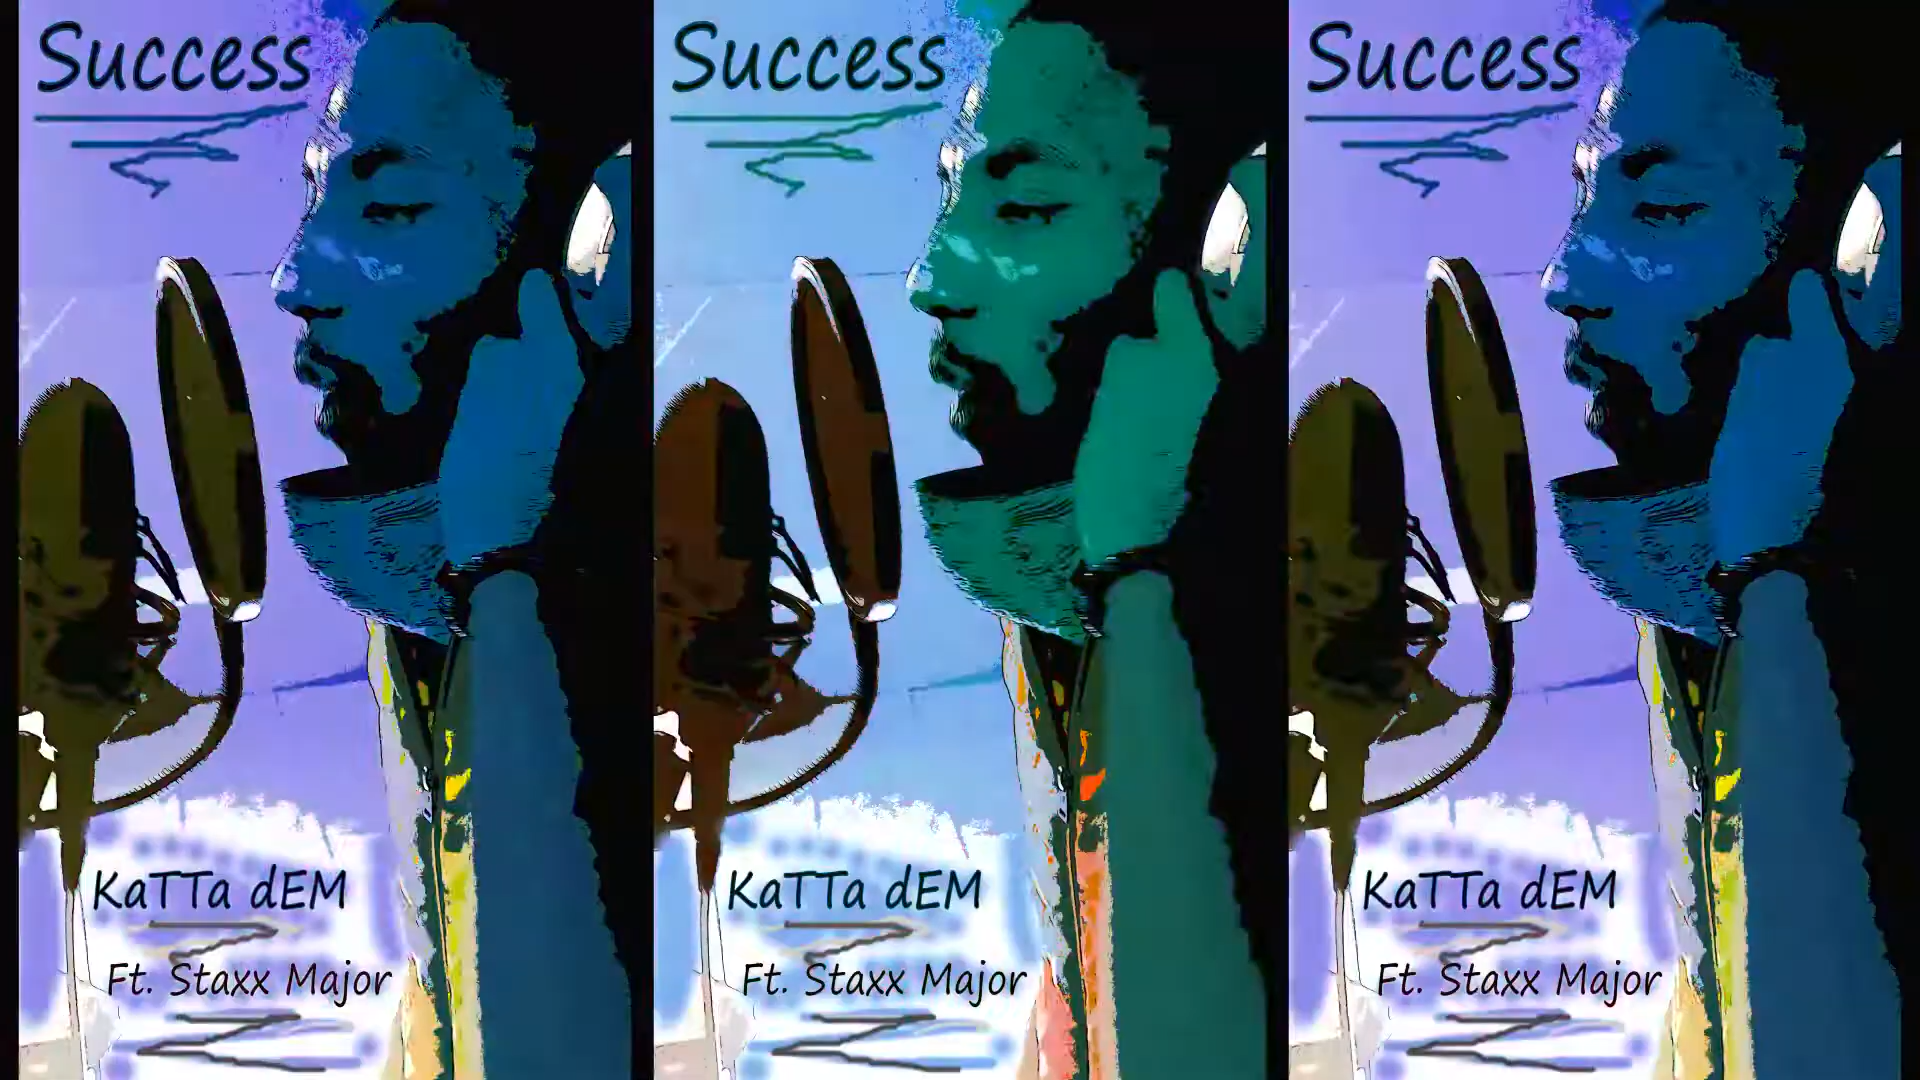 Success
KaTTa dEM
Ft. Staxx Major
Success
KaTTa dEM
Ft. Staxx Major
Success
KaTTa dEM
Ft. Staxx Major